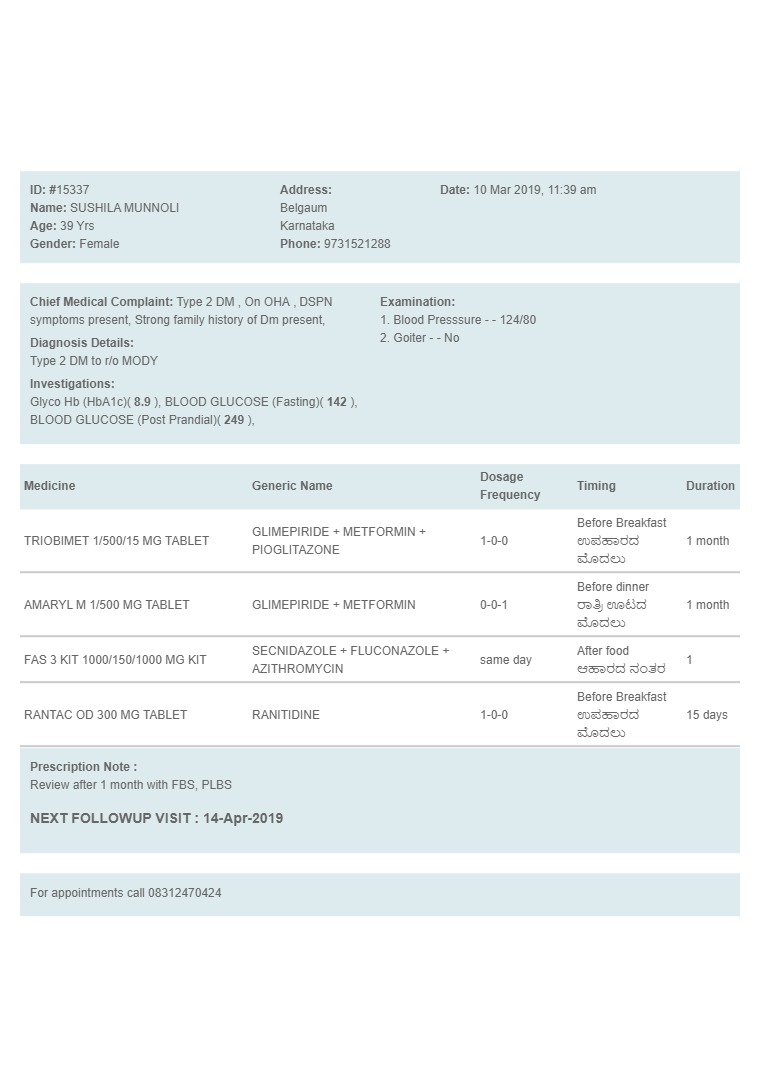 ID: #15337
Name: SUSHILA MUNNOLI
Age: 39 Yrs
Gender: Female
Address:
Belgaum
Karnataka
Phone: 9731521288
Date: 10 Mar 2019, 11:39 am
Chief Medical Complaint: Type 2 DM , On OHA , DSPN
symptoms present, Strong family history of Dm present,
Diagnosis Details:
Type 2 DM to r/o MODY
Investigations:
Glyco Hb (HbA1c)( 8.9 ), BLOOD GLUCOSE (Fasting)( 142 ),
BLOOD GLUCOSE (Post Prandial)( 249 ),
Examination:
1. Blood Presssure - - 124/80
2. Goiter - - No
Medicine Generic Name Dosage Frequency Timing Duration
TRIOBIMET 1/500/15 MG TABLET GLIMEPIRIDE + METFORMIN + PIOGLITAZONE 1-0-0 Before Breakfast ಉಪಹಾರದ ಮೊದಲು 1 month
AMARYL M 1/500 MG TABLET GLIMEPIRIDE + METFORMIN 0-0-1 Before dinner ರಾತ್ರಿ ಊಟದ ಮೊದಲು 1 month
FAS 3 KIT 1000/150/1000 MG KIT SECNIDAZOLE + FLUCONAZOLE + AZITHROMYCIN same day After food ಆಹಾರದ ನಂತರ 1
RANTAC OD 300 MG TABLET RANITIDINE 1-0-0 Before Breakfast ಉಪಹಾರದ ಮೊದಲು 15 days
Prescription Note :
Review after 1 month with FBS, PLBS
NEXT FOLLOWUP VISIT : 14-Apr-2019
For appointments call 08312470424